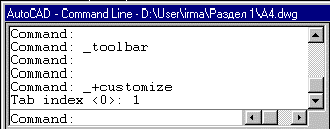 AutoCAD - Command Line - D:\User\irma\Раздел 1\A4.dwg
Command:
Command: _toolbar
Command:
Command:
Command: _+customize
Tab index <0>: 1
Command: